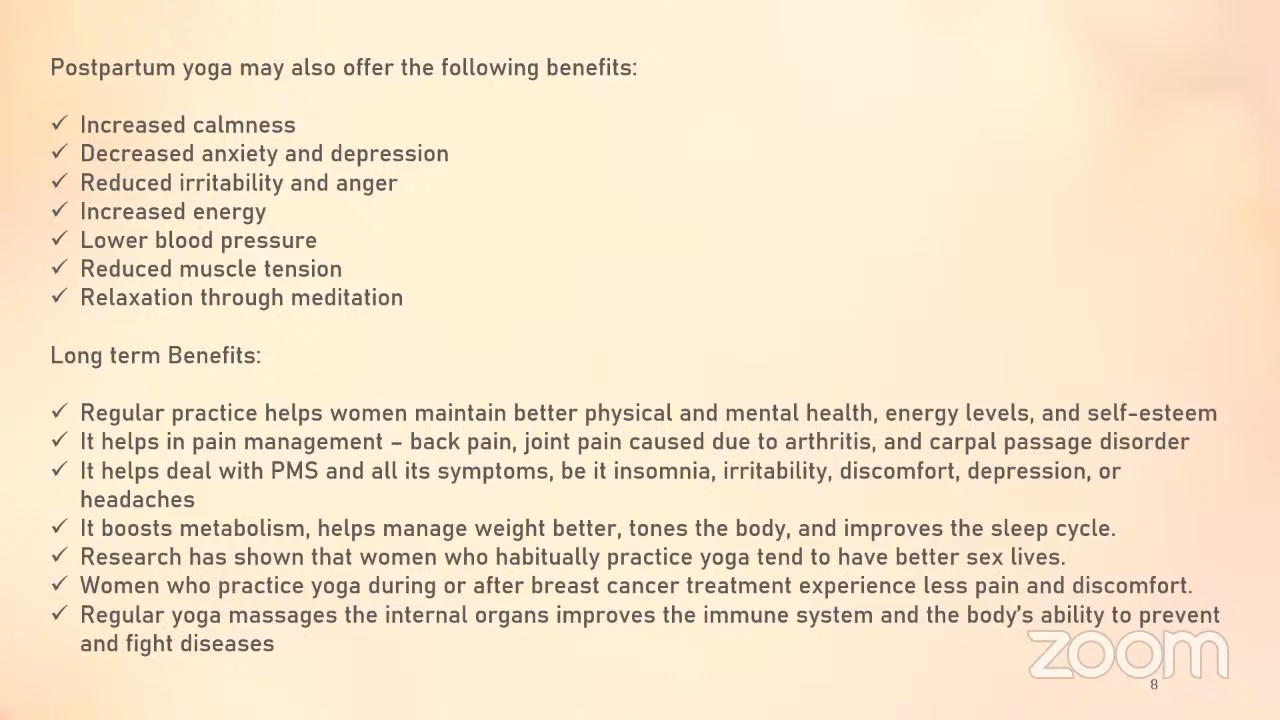 Postpartum yoga may also offer the following benefits:
✓ Increased calmness
✓ Decreased anxiety and depression
✓ Reduced irritability and anger
✓ Increased energy
✓ Lower blood pressure
✓ Reduced muscle tension
✓ Relaxation through meditation
Long term Benefits:
✓ Regular practice helps women maintain better physical and mental health, energy levels, and self-esteem
✓ It helps in pain management – back pain, joint pain caused due to arthritis, and carpal passage disorder
✓ It helps deal with PMS and all its symptoms, be it insomnia, irritability, discomfort, depression, or
headaches
✓ It boosts metabolism, helps manage weight better, tones the body, and improves the sleep cycle.
✓ Research has shown that women who habitually practice yoga tend to have better sex lives.
✓ Women who practice yoga during or after breast cancer treatment experience less pain and discomfort.
✓ Regular yoga massages the internal organs improves the immune system and the body's ability to prevent
and fight diseases
zoom
8